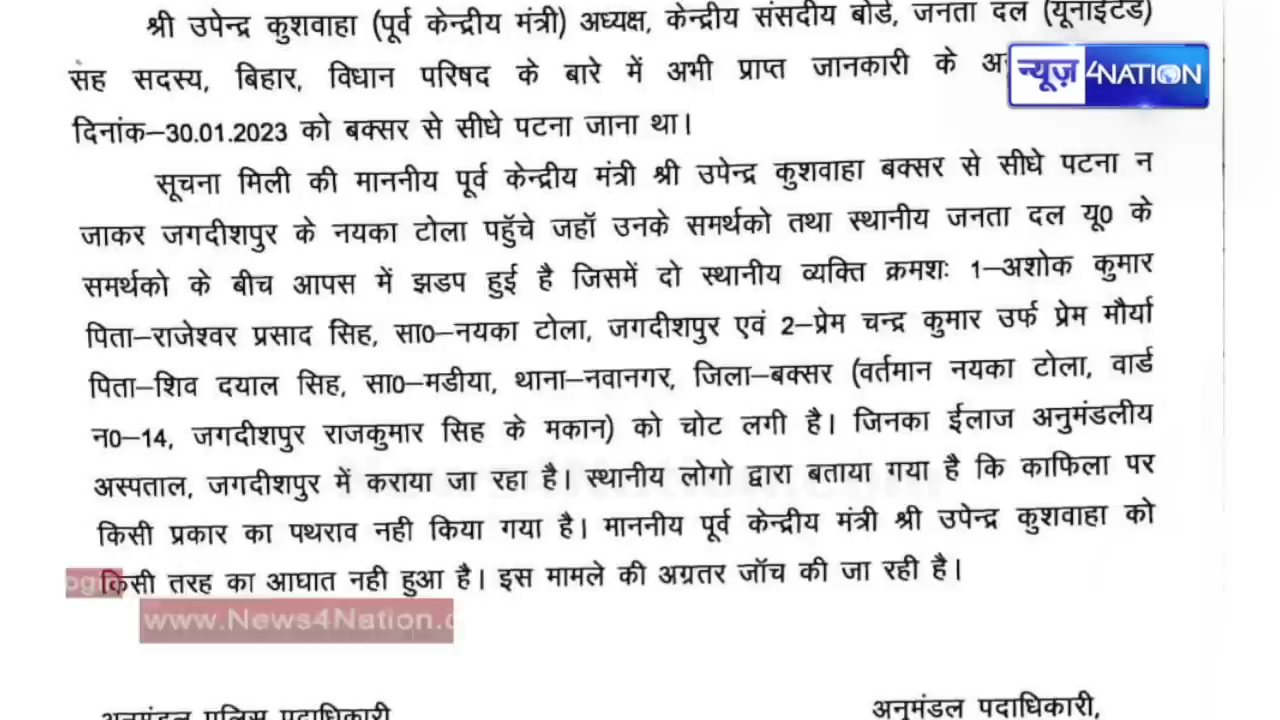 श्री उपेन्द्र कुशवाहा (पूर्व केन्द्रीय मंत्री) अध्यक्ष, केन्द्रीय संसदीय बोर्ड, जनता दल (यूनाईटेड)
सह सदस्य, बिहार, विधान परिषद के बारे में अभी प्राप्त जानकारी के
न्यूज़ 4NATION
दिनांक–30.01.2023 को बक्सर से सीधे पटना जाना था।
सूचना मिली की माननीय पूर्व केन्द्रीय मंत्री श्री उपेन्द्र कुशवाहा बक्सर से सीधे पटना न
जाकर जगदीशपुर के नयका टोला पहुॅचे जहॉ उनके समर्थको तथा स्थानीय जनता दल यू0 के
समर्थको के बीच आपस में झडप हुई है जिसमें दो स्थानीय व्यक्ति क्रमशः 1–अशोक कुमार
पिता–राजेश्वर प्रसाद सिह, सा0–नयका टोला, जगदीशपुर एवं 2–प्रेम चन्द्र कुमार उर्फ प्रेम मौर्या
पिता–शिव दयाल सिह, सा0–मडीया, थाना–नवानगर, जिला–बक्सर (वर्तमान नयका टोला, वार्ड
न0–14, जगदीशपुर राजकुमार सिह के मकान) को चोट लगी है। जिनका ईलाज अनुमंडलीय
अस्पताल, जगदीशपुर में कराया जा रहा है। स्थानीय लोगो द्वारा बताया गया है कि काफिला पर
किसी प्रकार का पथराव नही किया गया है। माननीय पूर्व केन्द्रीय मंत्री श्री उपेन्द्र कुशवाहा को
किसी तरह का आघात नही हुआ है। इस मामले की अग्रतर जॉच की जा रही है।
www.News4Nation.c
अनुमंडल पुलिस पदाधिकारी अनुमंडल पदाधिकारी,